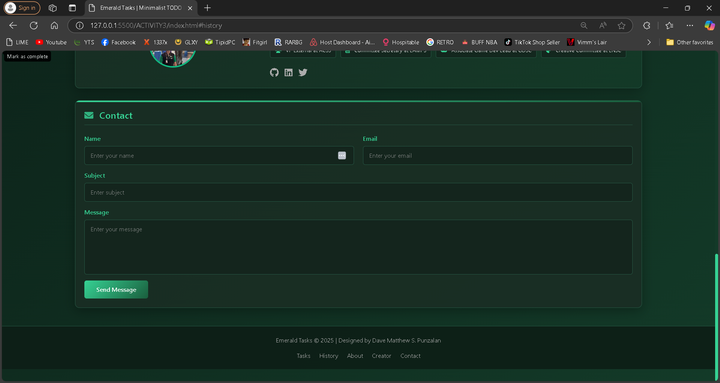 Sign in
Emerald Tasks | Minimalist TODO
127.0.0.1:5500/ACTIVITY3/index.html#history
LIME Youtube YTS Facebook 1337x GLXY TipidPC Fitgirl RARBG Host Dashboard - Ai... Hospitable RETRO BUFF NBA TikTok Shop Seller Vimm's Lair Other favorites
Mark as complete
Contact
Name Email
Enter your name Enter your email
Subject
Enter subject
Message
Enter your message
Send Message
Emerald Tasks © 2025 | Designed by Dave Matthew S. Punzalan
Tasks History About Creator Contact